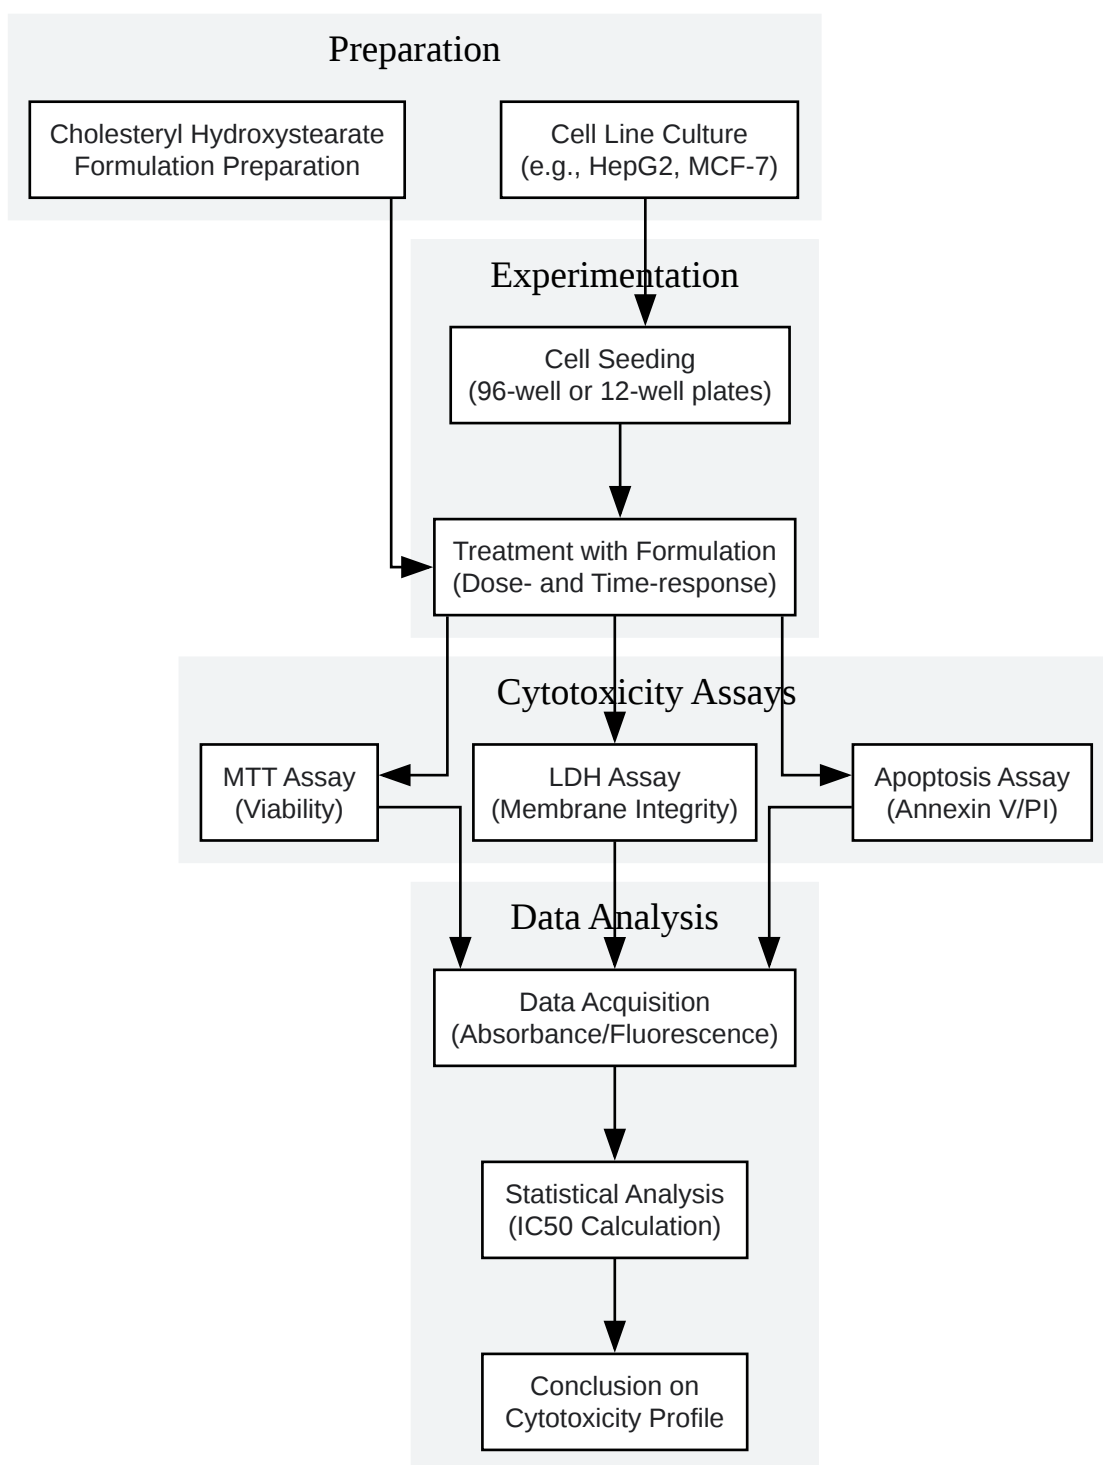 Preparation
Cholesteryl Hydroxystearate
Formulation Preparation
Cell Line Culture
(e.g., HepG2, MCF-7)
Experimentation
Cell Seeding
(96-well or 12-well plates)
Treatment with Formulation
(Dose- and Time-response)
Cytotoxicity Assays
MTT Assay
(Viability)
LDH Assay
(Membrane Integrity)
Apoptosis Assay
(Annexin V/PI)
Data Analysis
Data Acquisition
(Absorbance/Fluorescence)
Statistical Analysis
(IC50 Calculation)
Conclusion on
Cytotoxicity Profile